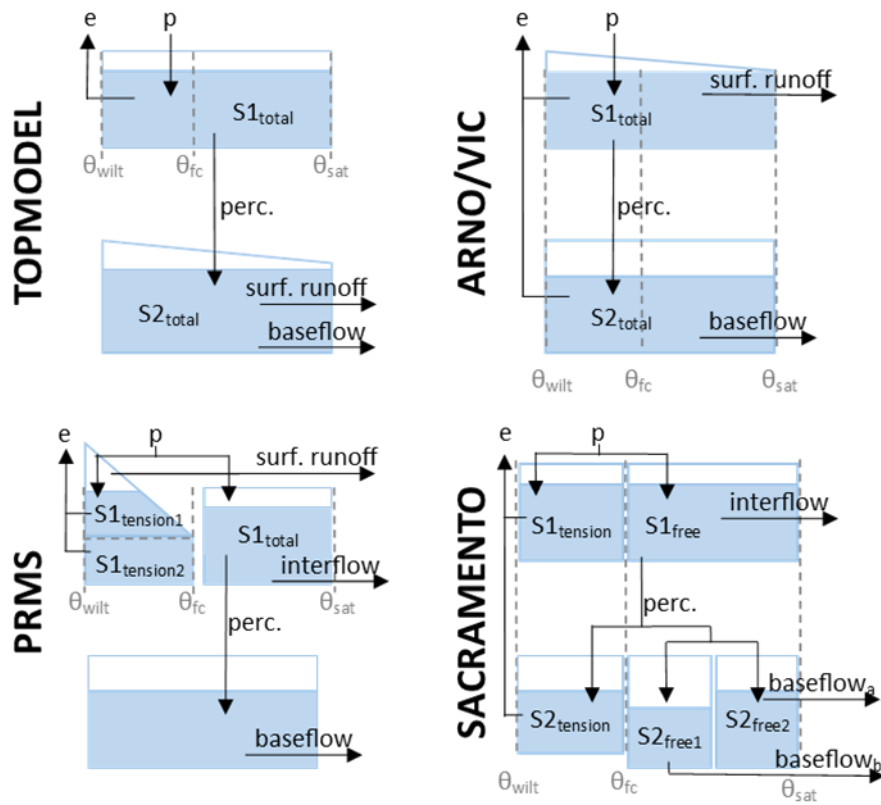 TOPMODEL
e
p
S1total
θwilt
θfc
θsat
perc.
S2total
surf. runoff
baseflow
ARNO/VIC
e
p
surf. runoff
S1total
perc.
S2total
baseflow
θwilt
θfc
θsat
PRMS
e
p
surf. runoff
S1tension1
S1total
S1tension2
interflow
θwilt
θfc
θsat
perc.
baseflow
SACRAMENTO
e
p
interflow
S1tension
S1free
perc.
baseflowa
S2tension
S2free1
S2free2
baseflowb
θwilt
θfc
θsat